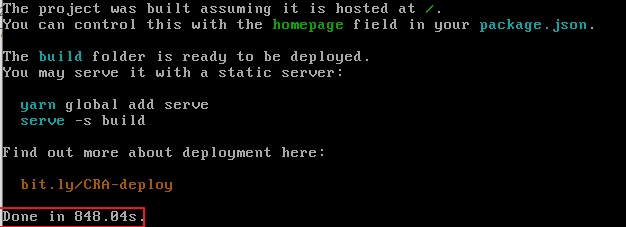 The project was built assuming it is hosted at /.
You can control this with the homepage field in your package.json.
The build folder is ready to be deployed.
You may serve it with a static server:
yarn global add serve
serve -s build
Find out more about deployment here:
bit.ly/CRA-deploy
Done in 848.04s.